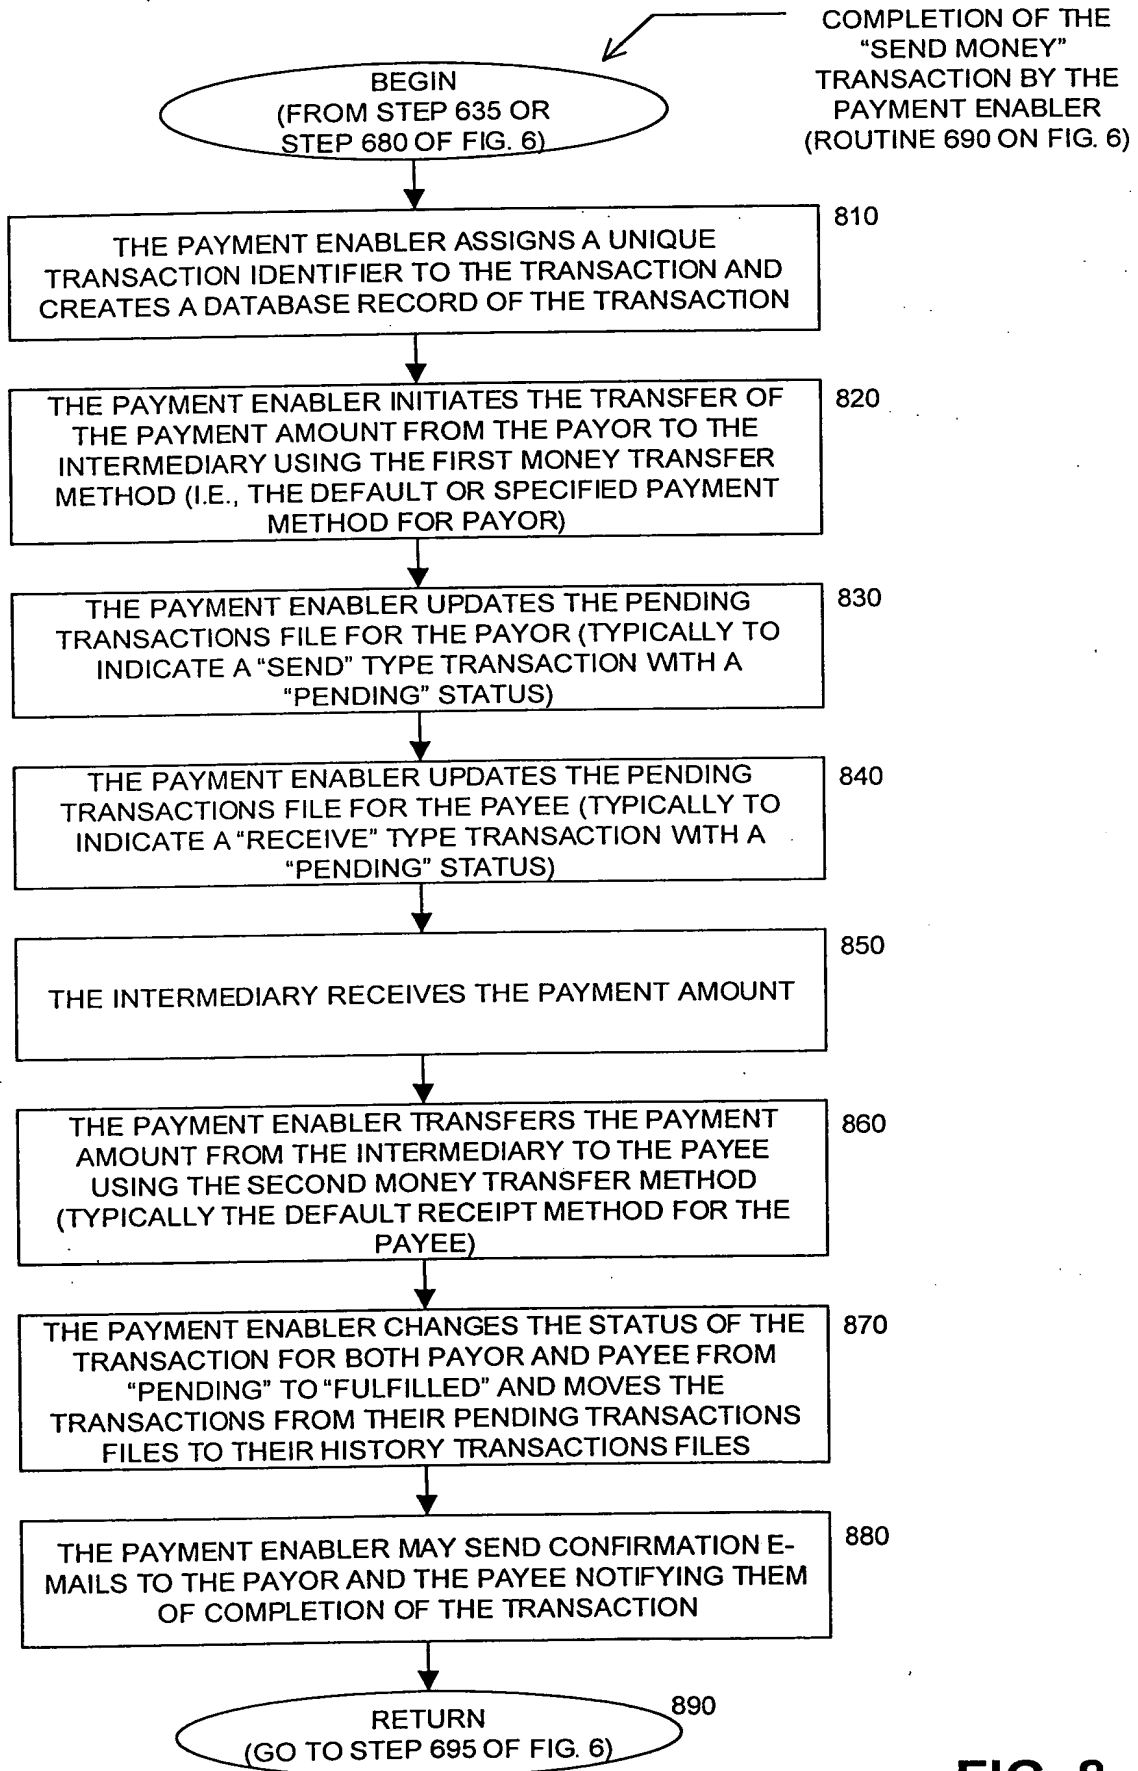 COMPLETION OF THE
“SEND MONEY”
TRANSACTION BY THE
PAYMENT ENABLER
(ROUTINE 690 ON FIG. 6)
BEGIN
(FROM STEP 635 OR
STEP 680 OF FIG. 6)
810
THE PAYMENT ENABLER ASSIGNS A UNIQUE
TRANSACTION IDENTIFIER TO THE TRANSACTION AND
CREATES A DATABASE RECORD OF THE TRANSACTION
820
THE PAYMENT ENABLER INITIATES THE TRANSFER OF
THE PAYMENT AMOUNT FROM THE PAYOR TO THE
INTERMEDIARY USING THE FIRST MONEY TRANSFER
METHOD (I.E., THE DEFAULT OR SPECIFIED PAYMENT
METHOD FOR PAYOR)
830
THE PAYMENT ENABLER UPDATES THE PENDING
TRANSACTIONS FILE FOR THE PAYOR (TYPICALLY TO
INDICATE A “SEND” TYPE TRANSACTION WITH A
“PENDING” STATUS)
840
THE PAYMENT ENABLER UPDATES THE PENDING
TRANSACTIONS FILE FOR THE PAYEE (TYPICALLY TO
INDICATE A “RECEIVE” TYPE TRANSACTION WITH A
“PENDING” STATUS)
850
THE INTERMEDIARY RECEIVES THE PAYMENT AMOUNT
860
THE PAYMENT ENABLER TRANSFERS THE PAYMENT
AMOUNT FROM THE INTERMEDIARY TO THE PAYEE
USING THE SECOND MONEY TRANSFER METHOD
(TYPICALLY THE DEFAULT RECEIPT METHOD FOR THE
PAYEE)
870
THE PAYMENT ENABLER CHANGES THE STATUS OF THE
TRANSACTION FOR BOTH PAYOR AND PAYEE FROM
“PENDING” TO “FULFILLED” AND MOVES THE
TRANSACTIONS FROM THEIR PENDING TRANSACTIONS
FILES TO THEIR HISTORY TRANSACTIONS FILES
880
THE PAYMENT ENABLER MAY SEND CONFIRMATION E-
MAILS TO THE PAYOR AND THE PAYEE NOTIFYING THEM
OF COMPLETION OF THE TRANSACTION
890
RETURN
(GO TO STEP 695 OF FIG. 6)
FIG. 8